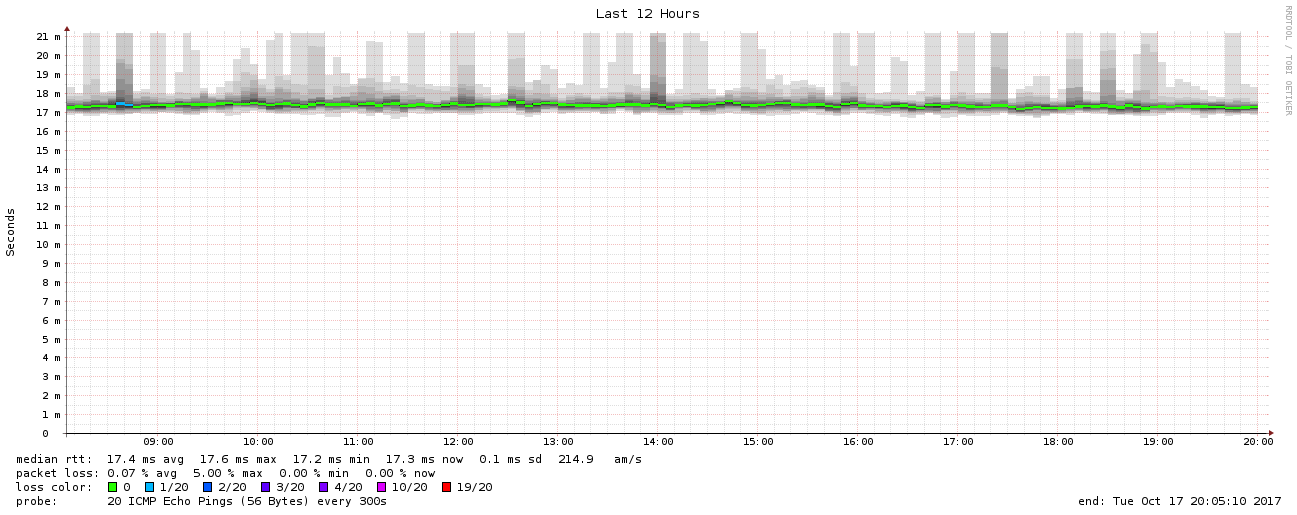 Last 12 Hours
RRDTOOL / TOBI OETIKER
Seconds
21 m
20 m
19 m
18 m
17 m
16 m
15 m
14 m
13 m
12 m
11 m
10 m
9 m
8 m
7 m
6 m
5 m
4 m
3 m
2 m
1 m
0
09:00 10:00 11:00 12:00 13:00 14:00 15:00 16:00 17:00 18:00 19:00 20:00
median rtt: 17.4 ms avg 17.6 ms max 17.2 ms min 17.3 ms now 0.1 ms sd 214.9 am/s
packet loss: 0.07 % avg 5.00 % max 0.00 % min 0.00 % now
loss color: 0 1/20 2/20 3/20 4/20 10/20 19/20
probe: 20 ICMP Echo Pings (56 Bytes) every 300s end: Tue Oct 17 20:05:10 2017